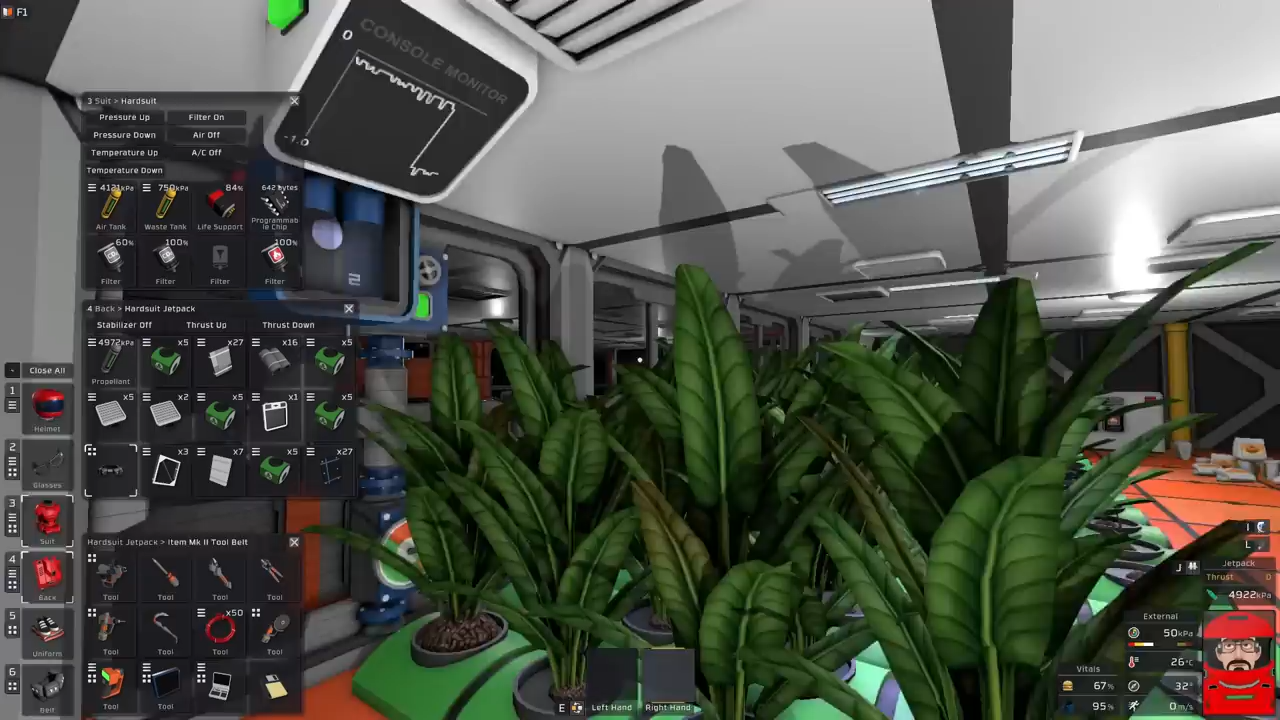 F1
CONSOLE MONITOR
0
-1.0
3 Suit > Hardsuit
Pressure Up Filter On
Pressure Down Air Off
Temperature Up A/C Off
Temperature Down
4121kPa 750kPa 84% 642 bytes
Air Tank Waste Tank Life Support Programmable Chip
60% 100% 100%
Filter Filter Filter Filter
4 Back > Hardsuit Jetpack
Stabilizer Off Thrust Up Thrust Down
4972kPa x5 x27 x16 x5
Propellant
x5 x2 x5 x1 x5
x3 x7 x5 x27
Close All
1
Helmet
2
Glasses
3
Suit
4
Back
5
Uniform
6
Belt
Hardsuit Jetpack > Item Mk II Tool Belt
Tool Tool Tool Tool
x50
Tool Tool Tool
Tool Tool
2
E Left Hand Right Hand
I
L
J Jetpack
Thrust 0
4922kPa
External
50kPa
26°C
32°
0m/s
Vitals
67%
95%